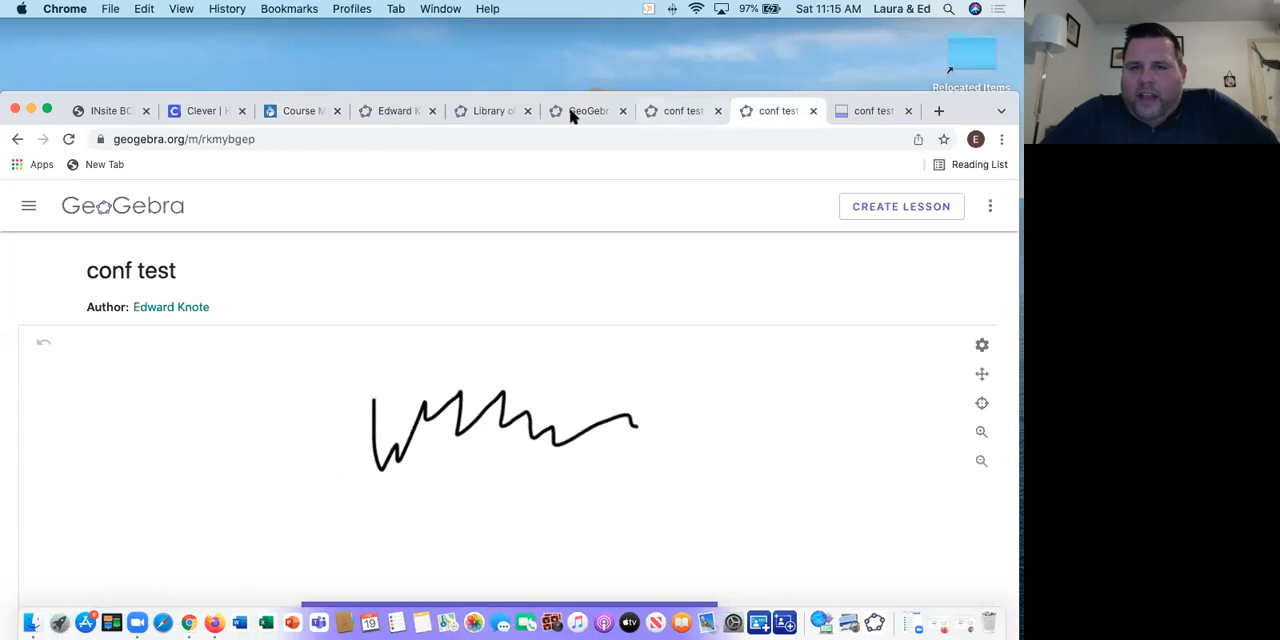 Chrome File Edit View History Bookmarks Profiles Tab Window Help 97% Sat 11:15 AM Laura & Ed
Relocated Items
INsite BC Clever | H Course M Edward K Library of GeoGebr conf test conf test conf test
geogebra.org/m/rkmybgep E
Apps New Tab Reading List
GeoGebra CREATE LESSON
conf test
Author: Edward Knote